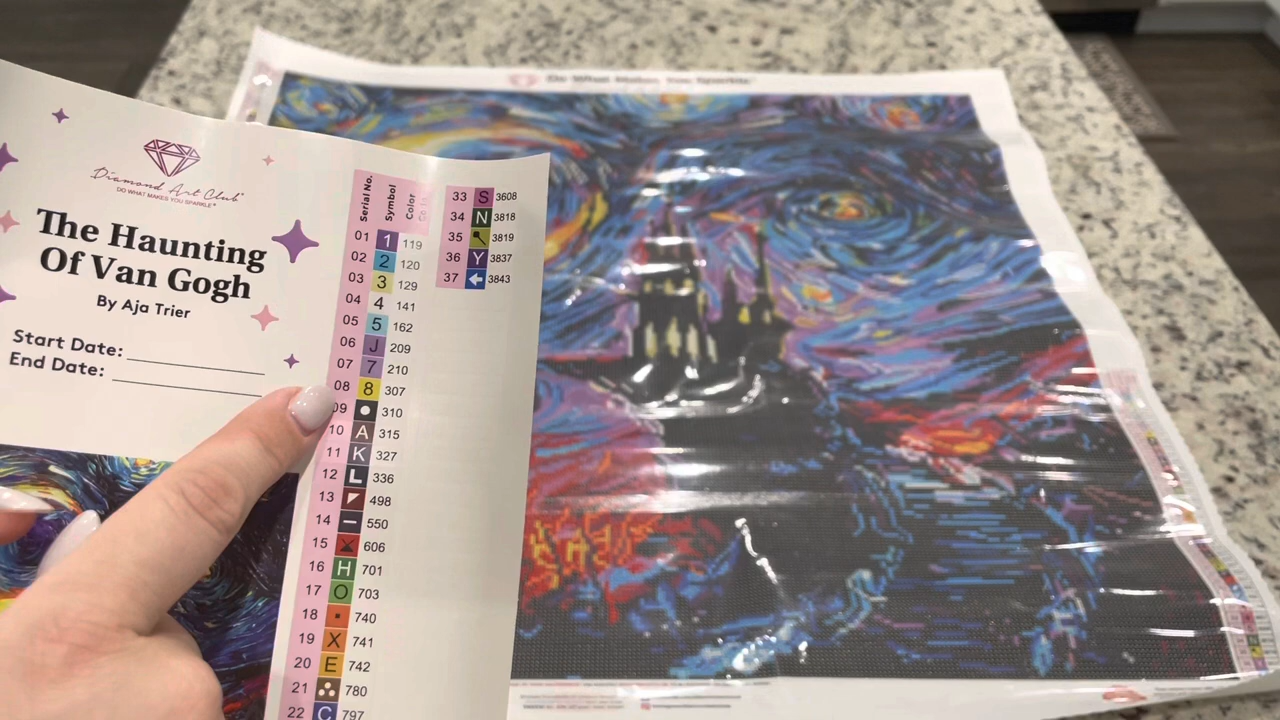 Do What Makes You Sparkle
Diamond Art Club
DO WHAT MAKES YOU SPARKLE
The Haunting
Of Van Gogh
By Aja Trier
Start Date:
End Date:
Serial No. Symbol Color
01 1 119
02 2 120
03 3 129
04 4 141
05 5 162
06 J 209
07 7 210
08 8 307
09 310
10 A 315
11 K 327
12 L 336
13 498
14 550
15 606
16 H 701
17 O 703
18 740
19 X 741
20 E 742
21 780
22 C 797
33 S 3608
34 N 3818
35 3819
36 Y 3837
37 3843